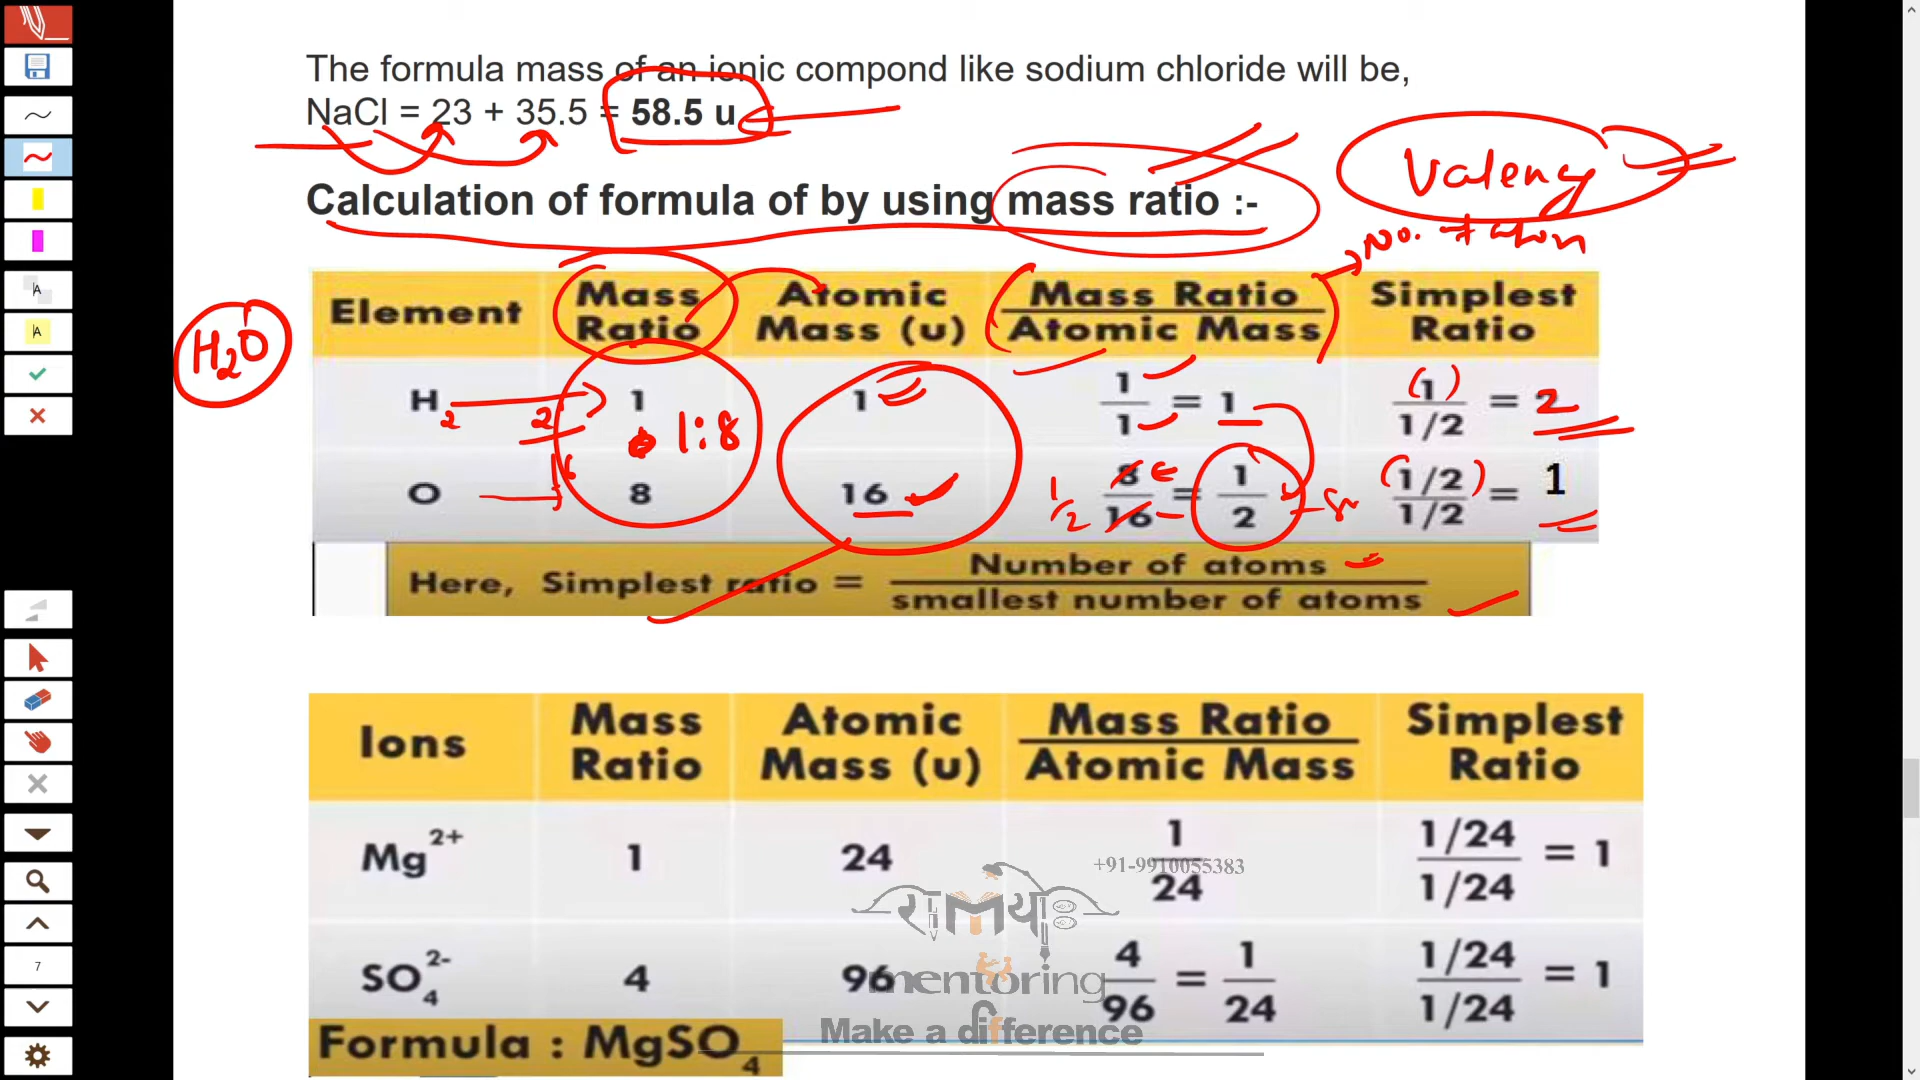 The formula mass of an ionic compond like sodium chloride will be,
NaCl = 23 + 35.5 = 58.5 u
Valency
Calculation of formula of by using mass ratio :-
No. of atom
H₂O
Element Mass Ratio Atomic Mass (u) Mass Ratio / Atomic Mass Simplest Ratio
H₂ 2 1 1 1/1 = 1 (1)/1/2 = 2
1:8
O 16 8 16 1/2 8/16 = 1/2 (1/2)/1/2 = 1
Here, Simplest ratio = Number of atoms / smallest number of atoms
Ions Mass Ratio Atomic Mass (u) Mass Ratio / Atomic Mass Simplest Ratio
Mg²⁺ 1 24 1/24 1/24 / 1/24 = 1
+91-9910055383
SO₄²⁻ 4 96 4/96 = 1/24 1/24 / 1/24 = 1
mentoring
Make a difference
Formula : MgSO₄
7